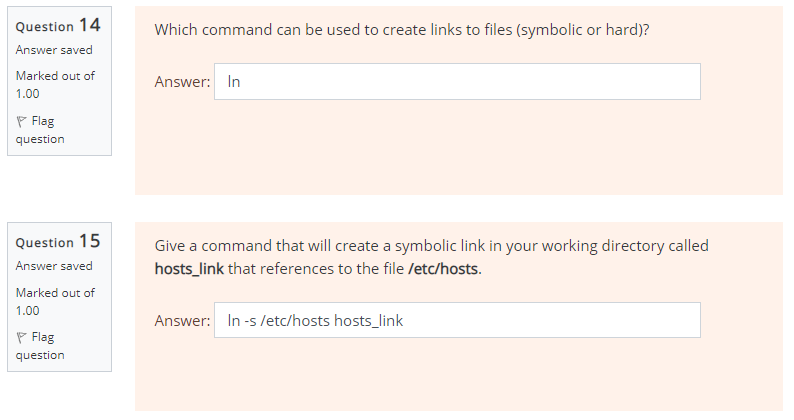 Question 14
Answer saved
Marked out of
1.00
Flag
question
Which command can be used to create links to files (symbolic or hard)?
Answer: ln
Question 15
Answer saved
Marked out of
1.00
Flag
question
Give a command that will create a symbolic link in your working directory called
hosts_link that references to the file /etc/hosts.
Answer: ln -s /etc/hosts hosts_link